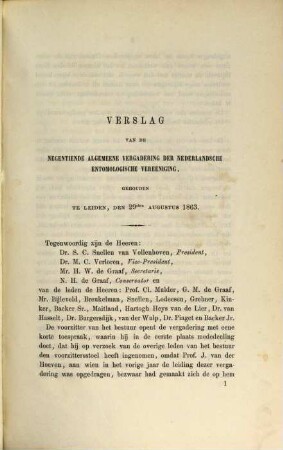 VERSLAG
VAN DE
NEGENTIENDE ALGEMEENE VERGADERING DER NEDERLANDSCHE
ENTOMOLOGISCHE VEREENIGING,
GEHOUDEN
TE LEIDEN, DEN 29sten AUGUSTUS 1863.
Tegenwoordig zijn de Heeren:
Dr. S. C. Snellen van Vollenhoven, President,
Dr. M. C. Verloren, Vice-President,
Mr. H. W. de Graaf, Secretaris,
N. H. de Graaf, Conservator en
van de leden de Heeren: Prof. Cl. Mulder, G. M. de Graaf,
Mr. Bijleveld, Breukelman, Snellen, Lodeesen, Grebner, Kin-
ker, Backer Sr., Maitland, Hartogh Heys van de Lier, Dr. van
Hasselt, Dr. Burgersdijk, van der Wulp, Dr. Piaget en Backer Jr.
De voorzitter van het bestuur opent de vergadering met eene
korte toespraak, waarin hij in de eerste plaats mededeeling
doet, dat hij op verzoek van de overige leden van het bestuur
den voorzittersstoel heeft ingenomen, omdat Prof. J. van der
Hoeven, aan wien in het vorige jaar de leiding dezer vergade-
ring was opgedragen, bezwaar had gemaakt zich de op hem
1